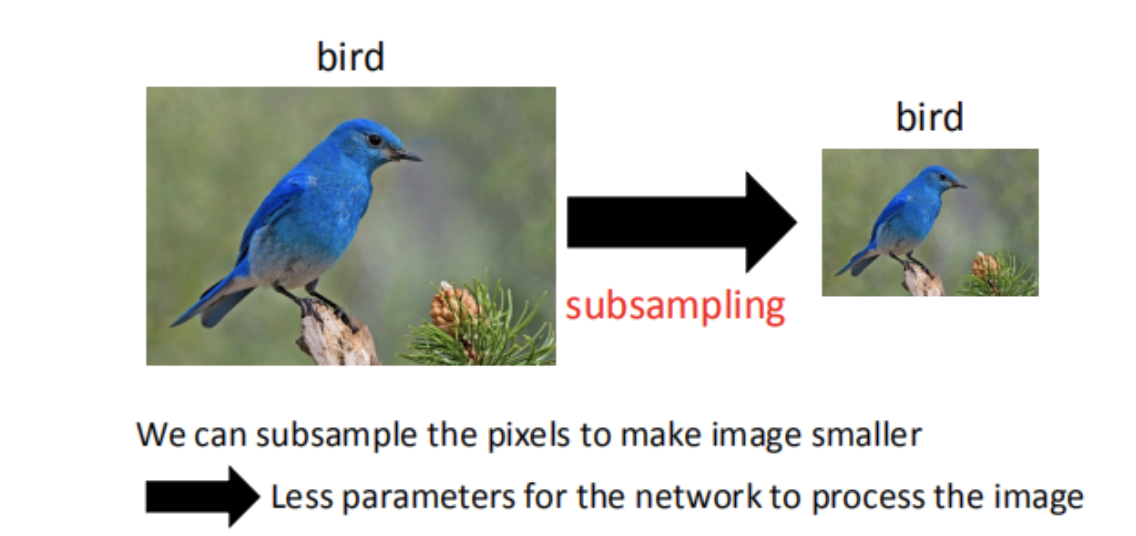 bird
bird
subsampling
We can subsample the pixels to make image smaller
Less parameters for the network to process the image